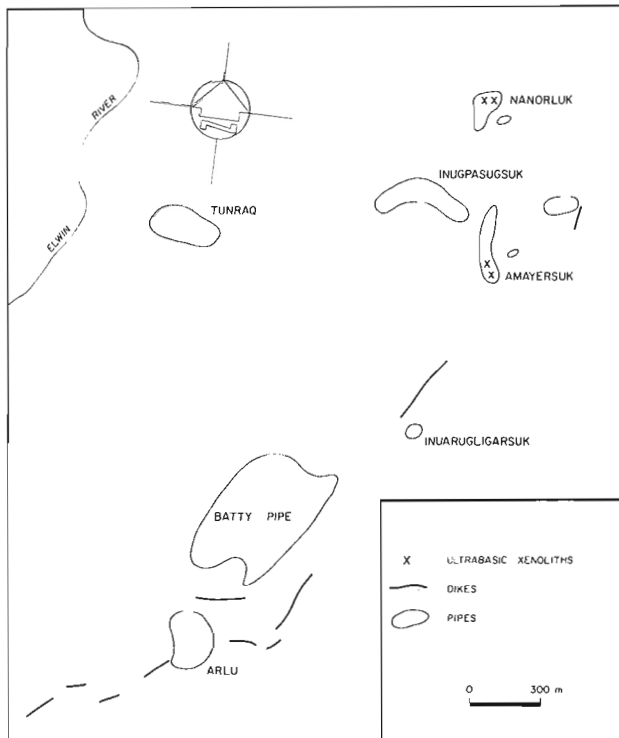 RIVER
ELWIN
NANORLUK
INUGPASUGSUK
TUNRAQ
AMAYERSUK
INUARUGLIGARSUK
BATTY PIPE
ARLU
X ULTRABASIC XENOLITHS
DIKES
PIPES
0 300 m
X X
X
X